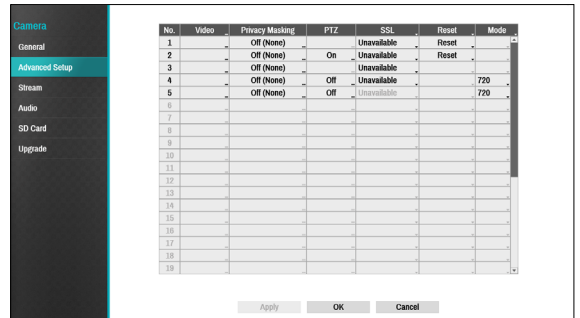 Camera
General
Advanced Setup
Stream
Audio
SD Card
Upgrade
No. Video Privacy Masking PTZ SSL Reset Mode
1 Off (None) Unavailable Reset
2 Off (None) On Unavailable Reset
3 Off (None) Unavailable
4 Off (None) Off Unavailable 720
5 Off (None) Off Unavailable 720
6
7
8
9
10
11
12
13
14
15
16
17
18
19
Apply OK Cancel